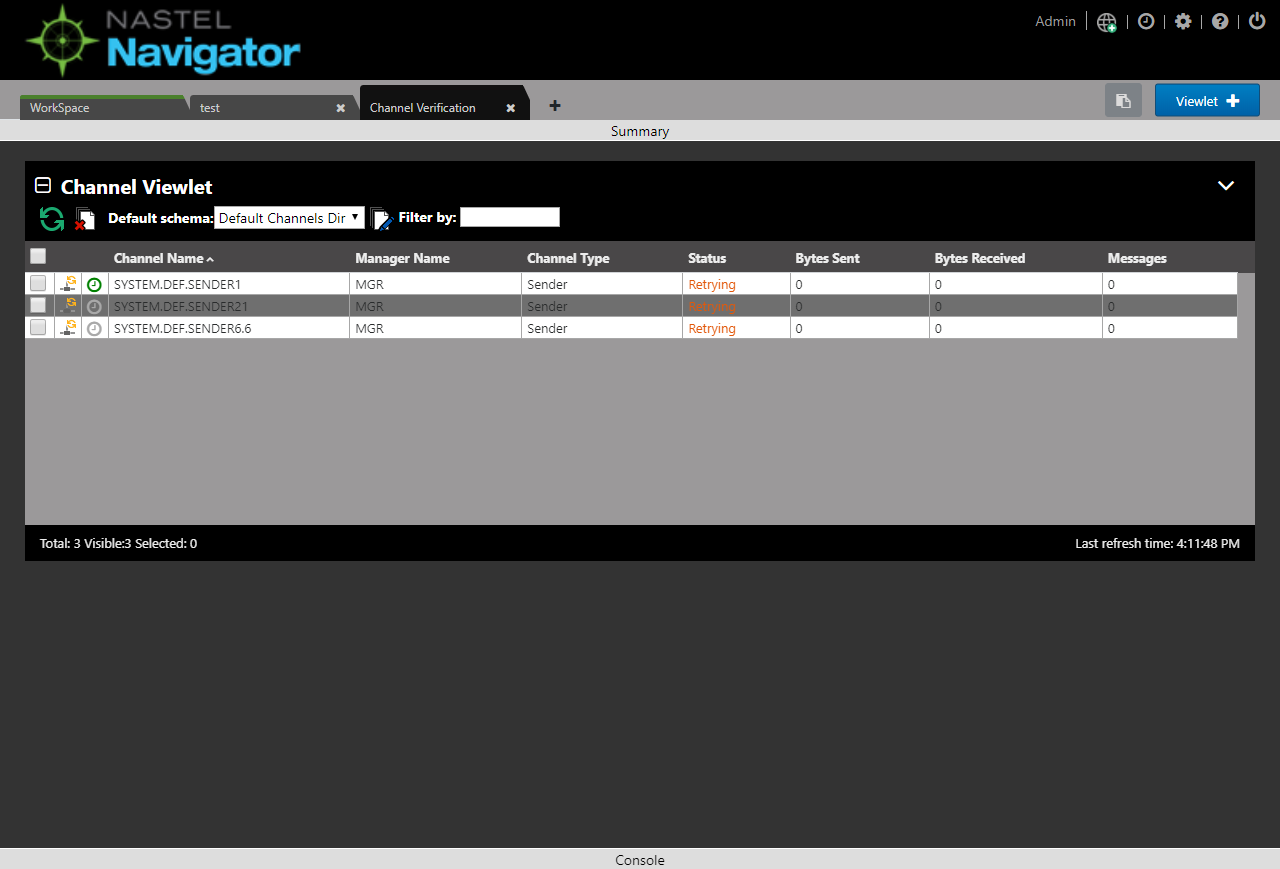 NASTEL
Navigator
Admin
WorkSpace
test
Channel Verification
Viewlet
Summary
Channel Viewlet
Default schema: Default Channels Dir Filter by:
Channel Name Manager Name Channel Type Status Bytes Sent Bytes Received Messages
SYSTEM.DEF.SENDER1 MGR Sender Retrying 0 0 0
SYSTEM.DEF.SENDER21 MGR Sender Retrying 0 0 0
SYSTEM.DEF.SENDER6.6 MGR Sender Retrying 0 0 0
Total: 3 Visible:3 Selected: 0 Last refresh time: 4:11:48 PM
Console